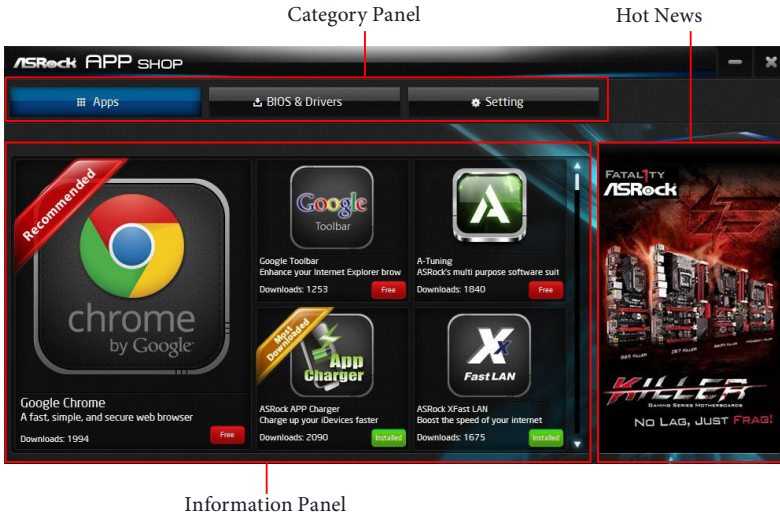 Category Panel
Hot News
ASRock APP SHOP
Apps
BIOS & Drivers
Setting
Recommended
chrome
by Google
Google Chrome
A fast, simple, and secure web browser
Downloads: 1994
Free
Google
Toolbar
Google Toolbar
Enhance your Internet Explorer brow
Downloads: 1253
Free
A-Tuning
ASRock's multi purpose software suit
Downloads: 1840
Free
Most
Downloaded
App
Charger
ASRock APP Charger
Charge up your iDevices faster
Downloads: 2090
Installed
Fast LAN
ASRock XFast LAN
Boost the speed of your internet
Downloads: 1675
Installed
FATAL1TY
ASRock
B85 KILLER
Z87 KILLER
KILLER
GAMING SERIES MOTHERBOARDS
NO LAG, JUST FRAG!
Information Panel